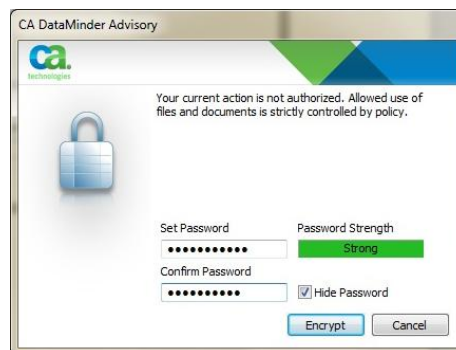 CA DataMinder Advisory
ca.
technologies
Your current action is not authorized. Allowed use of
files and documents is strictly controlled by policy.
Set Password Password Strength
••••••••••• Strong
Confirm Password
•••••••••• Hide Password
Encrypt Cancel